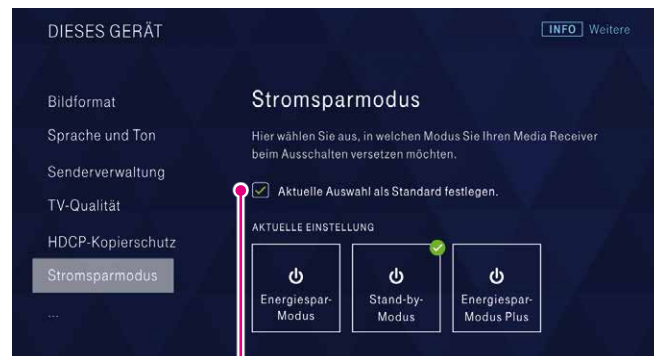 DIESES GERÄT
INFO Weitere
Bildformat
Sprache und Ton
Senderverwaltung
TV-Qualität
HDCP-Kopierschutz
Stromsparmodus
...
Stromsparmodus
Hier wählen Sie aus, in welchen Modus Sie Ihren Media Receiver
beim Ausschalten versetzen möchten.
Aktuelle Auswahl als Standard festlegen.
AKTUELLE EINSTELLUNG
Energiespar-
Modus
Stand-by-
Modus
Energiespar-
Modus Plus